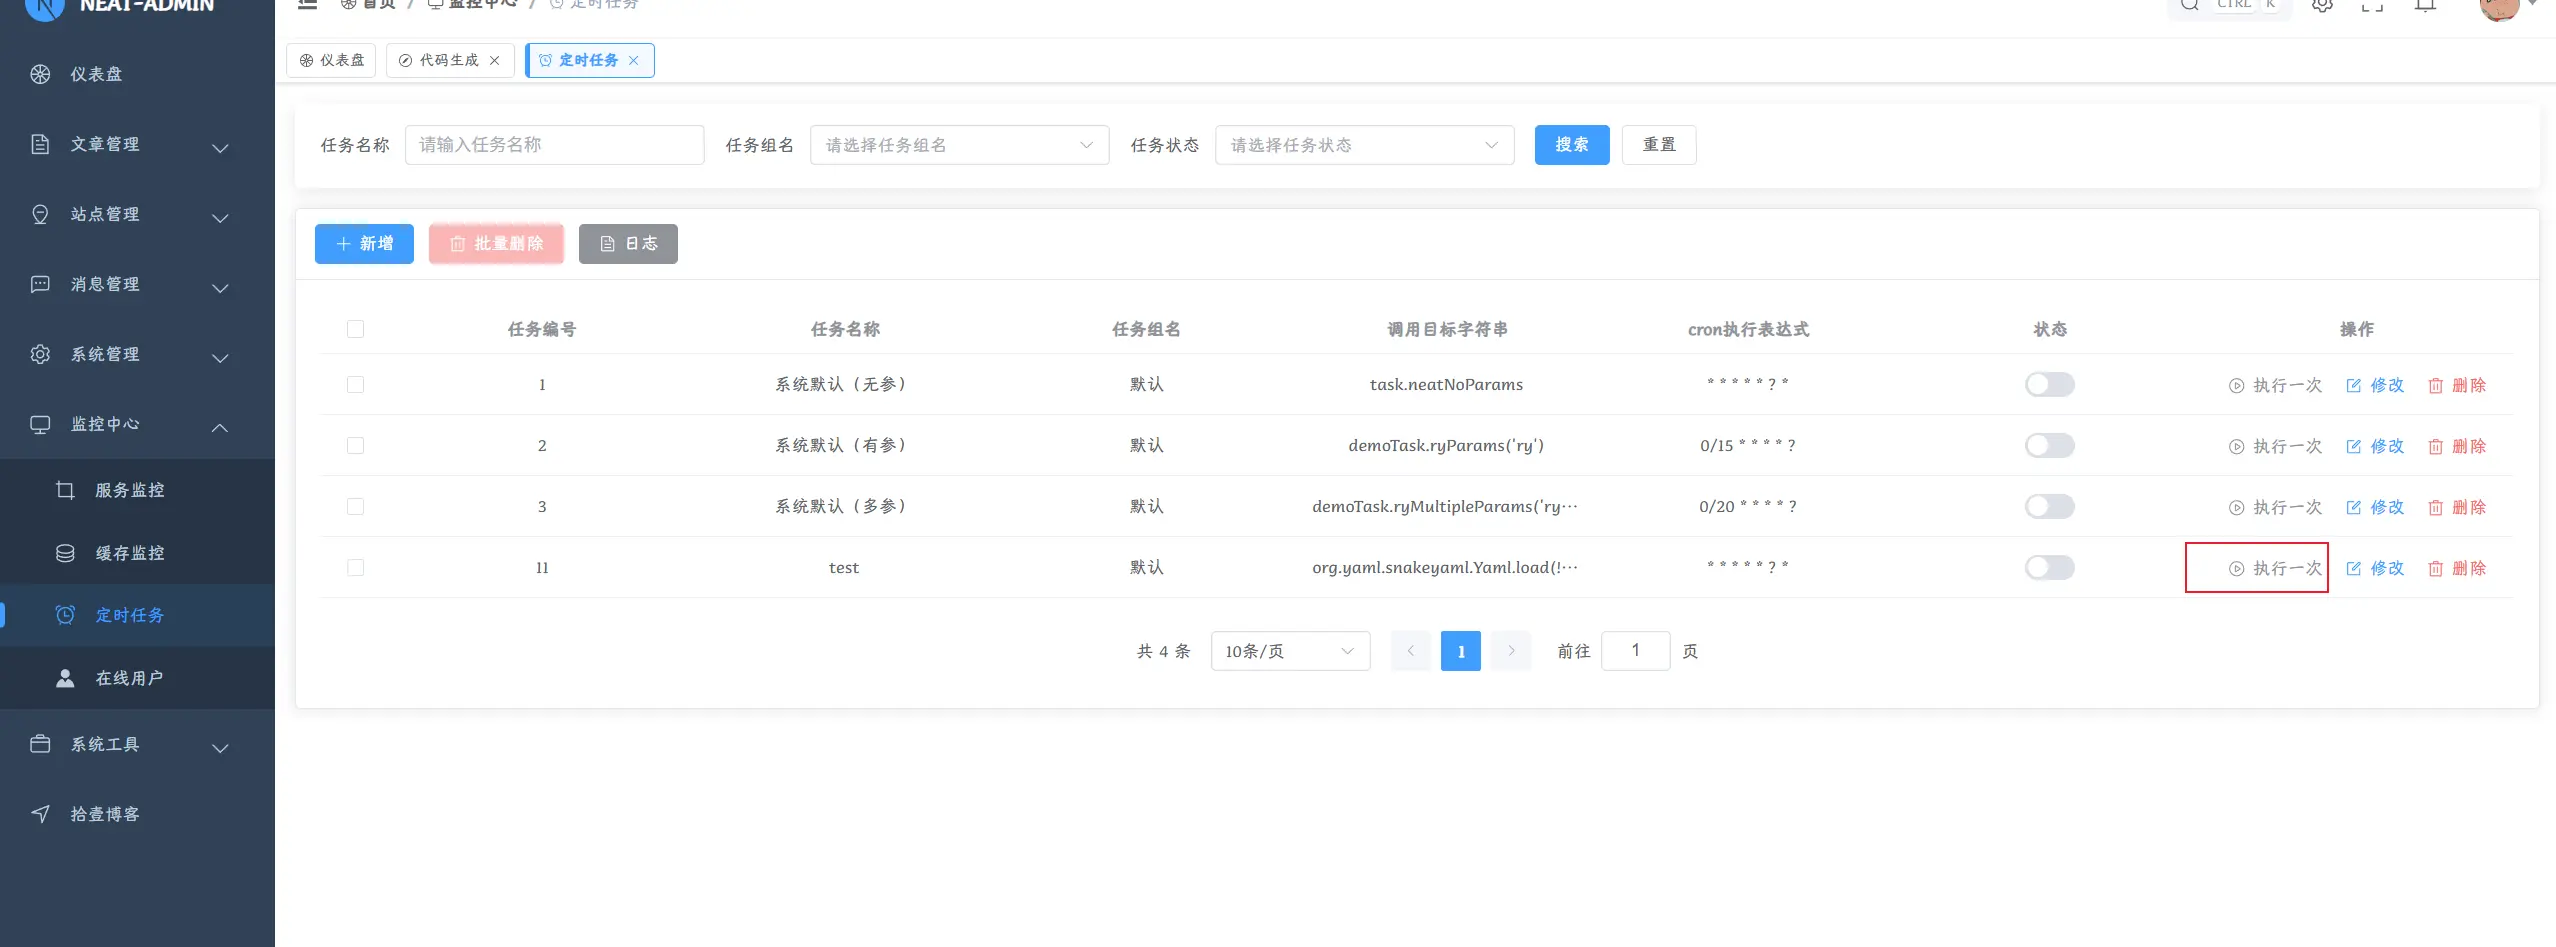 NEAT-ADMIN
首页 / 监控中心 / 定时任务
CTRL K
仪表盘
代码生成
定时任务
仪表盘
文章管理
站点管理
消息管理
系统管理
监控中心
服务监控
缓存监控
定时任务
在线用户
系统工具
拾壹博客
任务名称 请输入任务名称 任务组名 请选择任务组名 任务状态 请选择任务状态 搜索 重置
新增 批量删除 日志
任务编号 任务名称 任务组名 调用目标字符串 cron执行表达式 状态 操作
1 系统默认（无参） 默认 task.neatNoParams * * * * * ? * 执行一次 修改 删除
2 系统默认（有参） 默认 demoTask.ryParams('ry') 0/15 * * * * ? 执行一次 修改 删除
3 系统默认（多参） 默认 demoTask.ryMultipleParams('ry… 0/20 * * * * ? 执行一次 修改 删除
11 test 默认 org.yaml.snakeyaml.Yaml.load(!… * * * * * ? * 执行一次 修改 删除
共 4 条 10条/页 1 前往 1 页